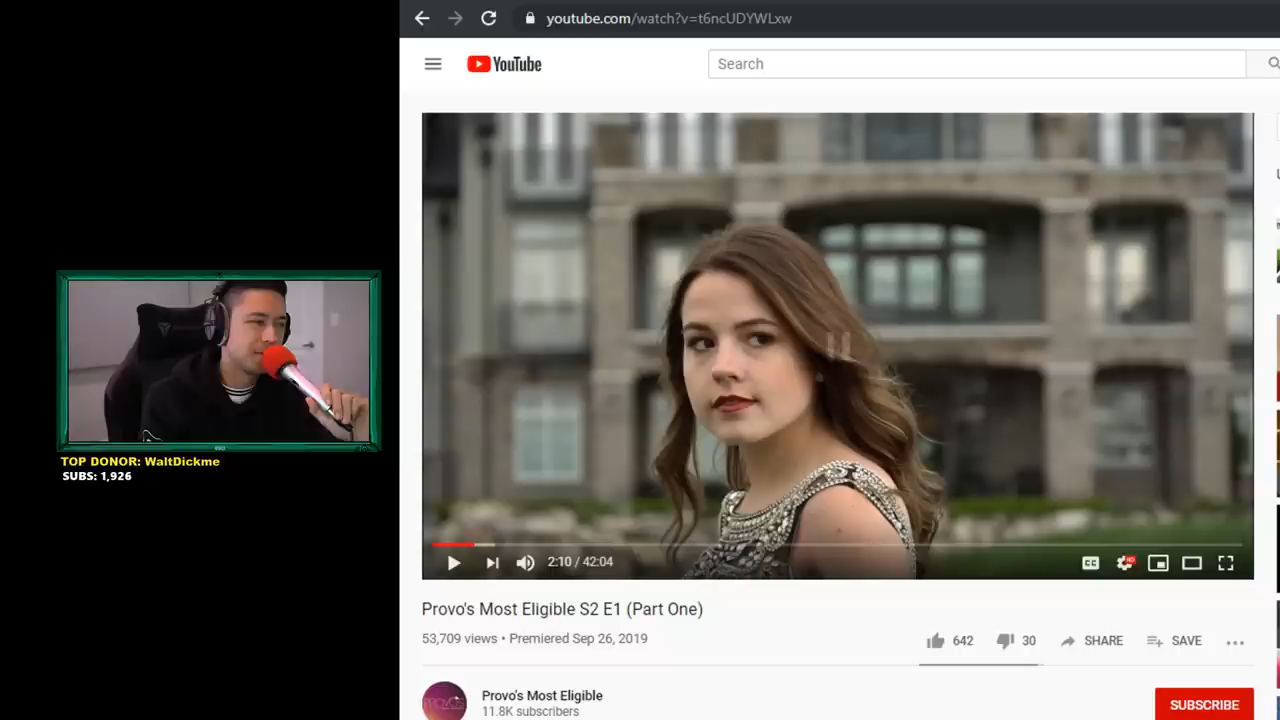 youtube.com/watch?v=t6ncUDYWLxw
YouTube
Search
2:10 / 42:04
CC
HD
Provo's Most Eligible S2 E1 (Part One)
53,709 views • Premiered Sep 26, 2019
642
30
SHARE
SAVE
Provo's Most Eligible
11.8K subscribers
SUBSCRIBE
TOP DONOR: WaltDickme
SUBS: 1,926